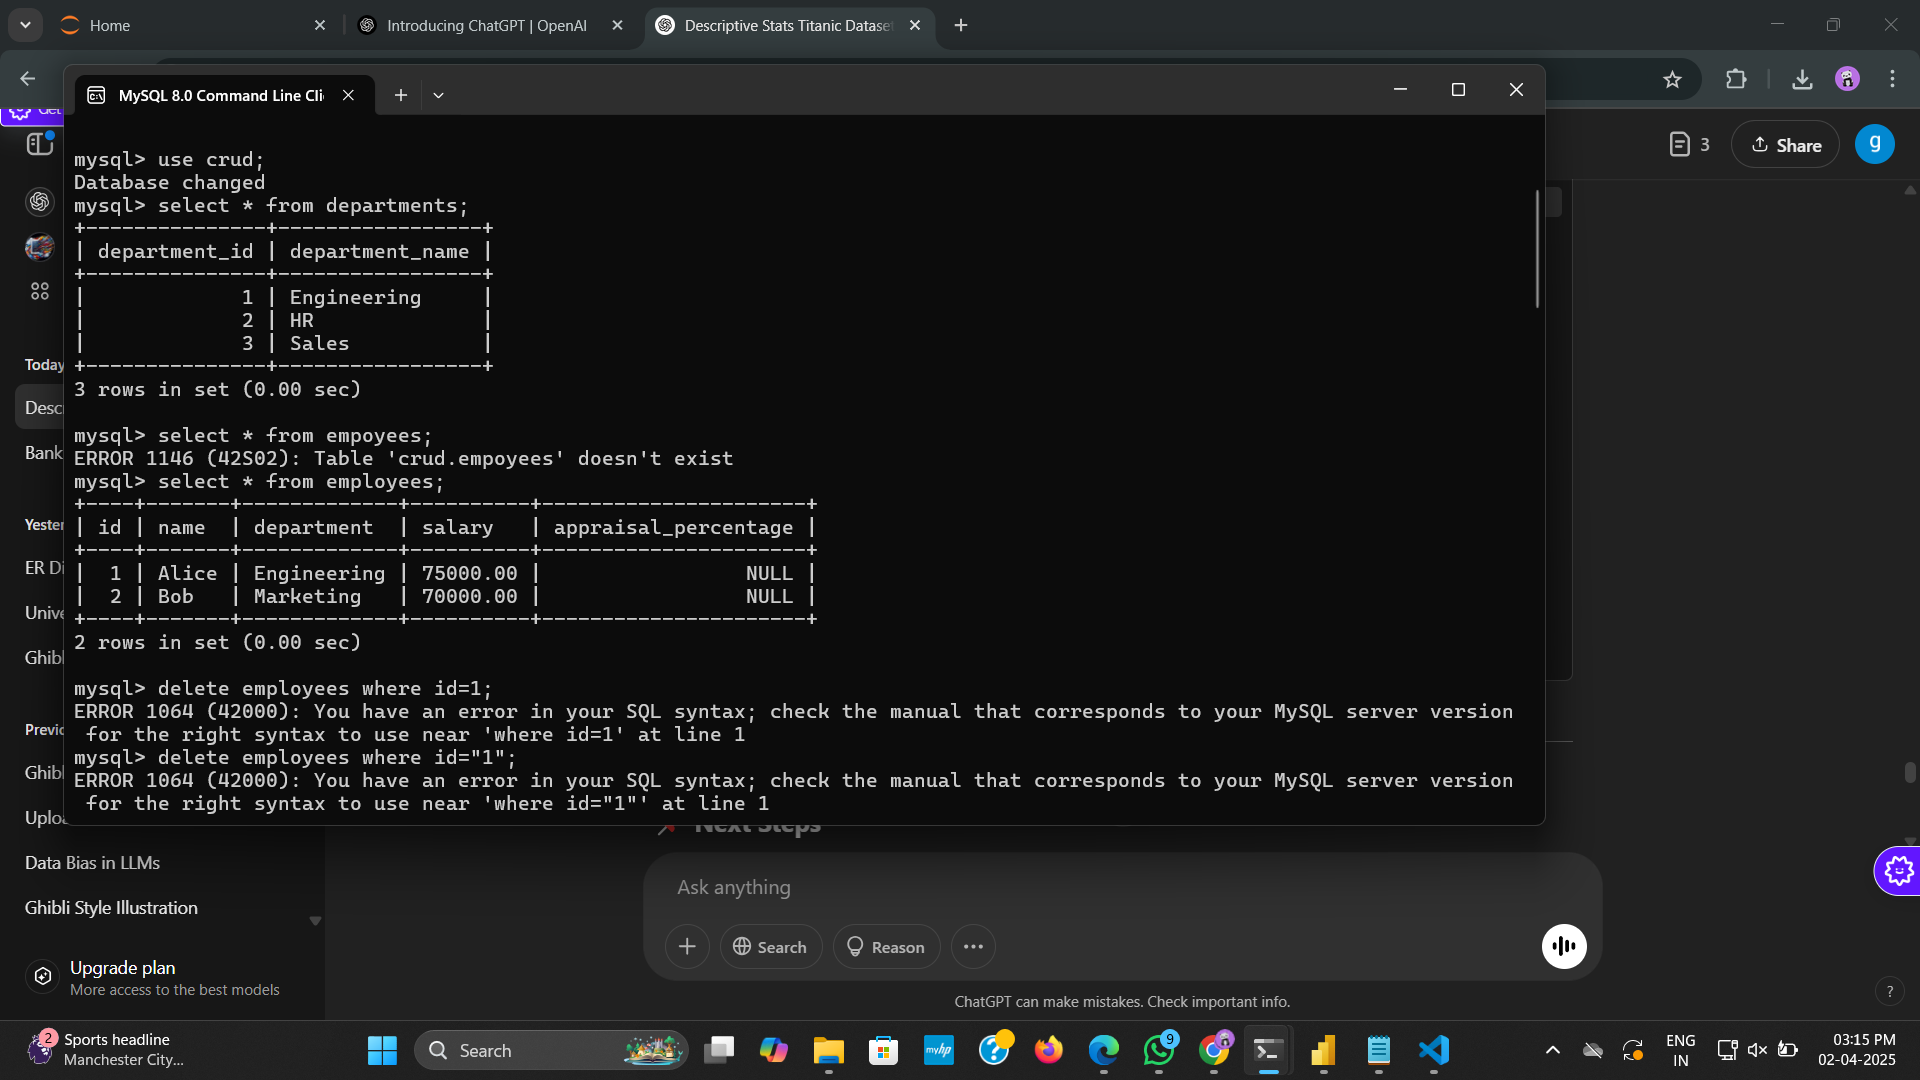 Home
Introducing ChatGPT | OpenAI
Descriptive Stats Titanic Datase
MySQL 8.0 Command Line Cli
3
Share
g
mysql> use crud;
Database changed
mysql> select * from departments;
+---------------+-----------------+
| department_id | department_name |
+---------------+-----------------+
|             1 | Engineering     |
|             2 | HR              |
|             3 | Sales           |
+---------------+-----------------+
3 rows in set (0.00 sec)
mysql> select * from empoyees;
ERROR 1146 (42S02): Table 'crud.empoyees' doesn't exist
mysql> select * from employees;
+----+-------+-------------+----------+----------------------+
| id | name  | department  | salary   | appraisal_percentage |
+----+-------+-------------+----------+----------------------+
|  1 | Alice | Engineering | 75000.00 |                 NULL |
|  2 | Bob   | Marketing   | 70000.00 |                 NULL |
+----+-------+-------------+----------+----------------------+
2 rows in set (0.00 sec)
mysql> delete employees where id=1;
ERROR 1064 (42000): You have an error in your SQL syntax; check the manual that corresponds to your MySQL server version
for the right syntax to use near 'where id=1' at line 1
mysql> delete employees where id="1";
ERROR 1064 (42000): You have an error in your SQL syntax; check the manual that corresponds to your MySQL server version
for the right syntax to use near 'where id="1"' at line 1
Get
Today
Desc
Bank
Yester
ER Di
Unive
Ghibl
Previo
Ghibl
Uploa
Data Bias in LLMs
Ghibli Style Illustration
Upgrade plan
More access to the best models
Next Steps
Ask anything
Search
Reason
ChatGPT can make mistakes. Check important info.
?
2
Sports headline
Manchester City...
Search
myhp
9
ENG
IN
03:15 PM
02-04-2025